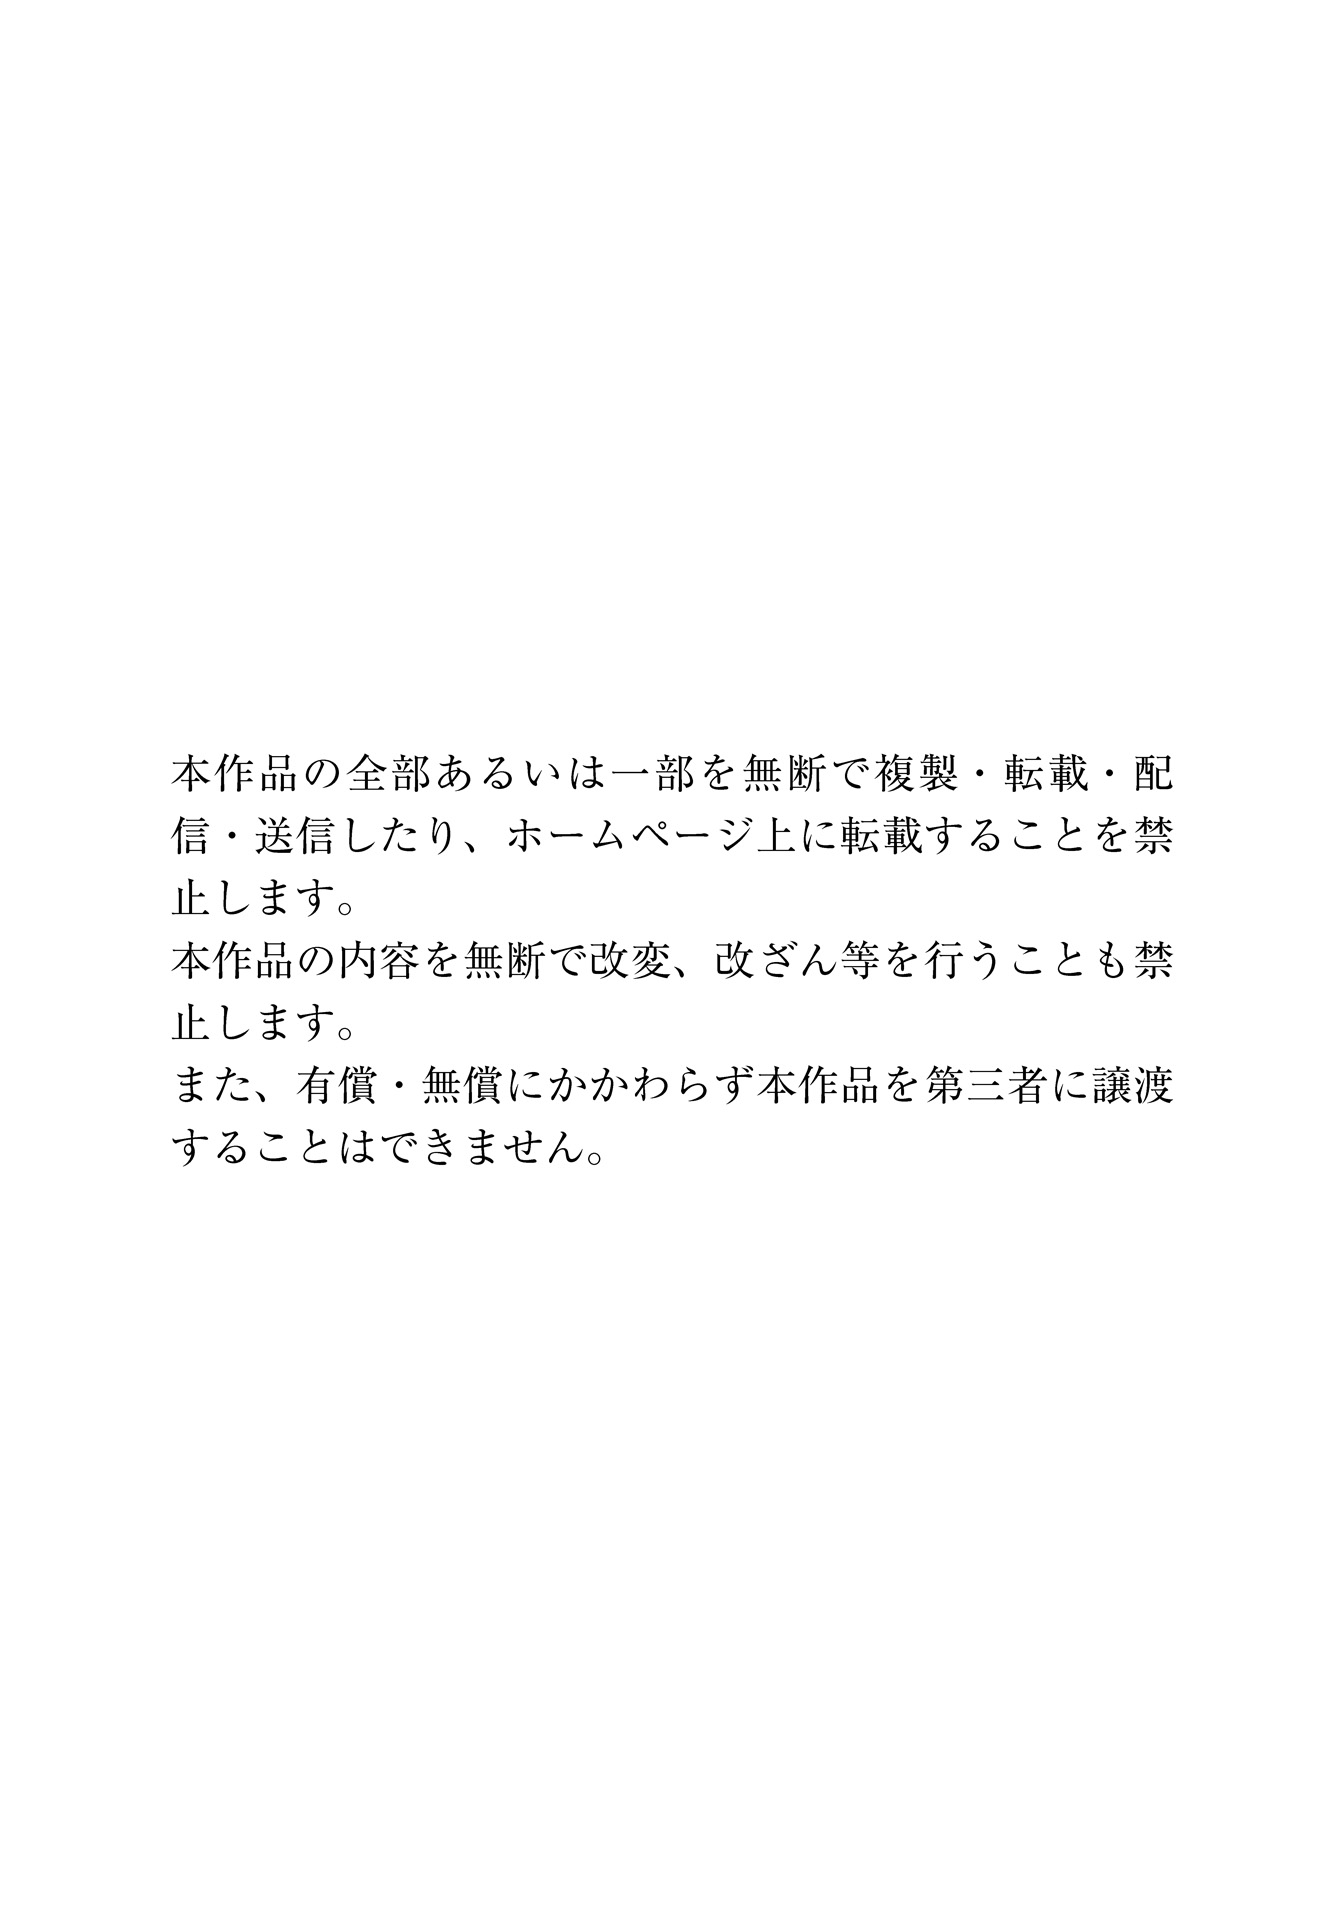 本作品の全部あるいは一部を無断で複製・転載・配
信・送信したり、ホームページ上に転載することを禁
止します。
本作品の内容を無断で改変、改ざん等を行うことも禁
止します。
また、有償・無償にかかわらず本作品を第三者に譲渡
することはできません。